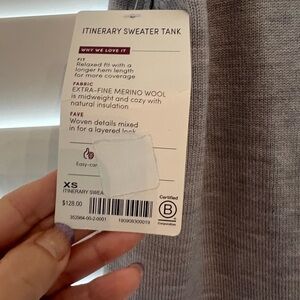 ITINERARY SWEATER TANK
WHY WE LOVE IT
FIT
Relaxed fit with a
longer hem length
for more coverage
FABRIC
EXTRA-FINE MERINO WOOL
is midweight and cozy with
natural insulation
FAVE
Woven details mixed
in for a layered look
Easy-car
XS
ITINERARY SWEA
$128.00
Certified
B
Corporation